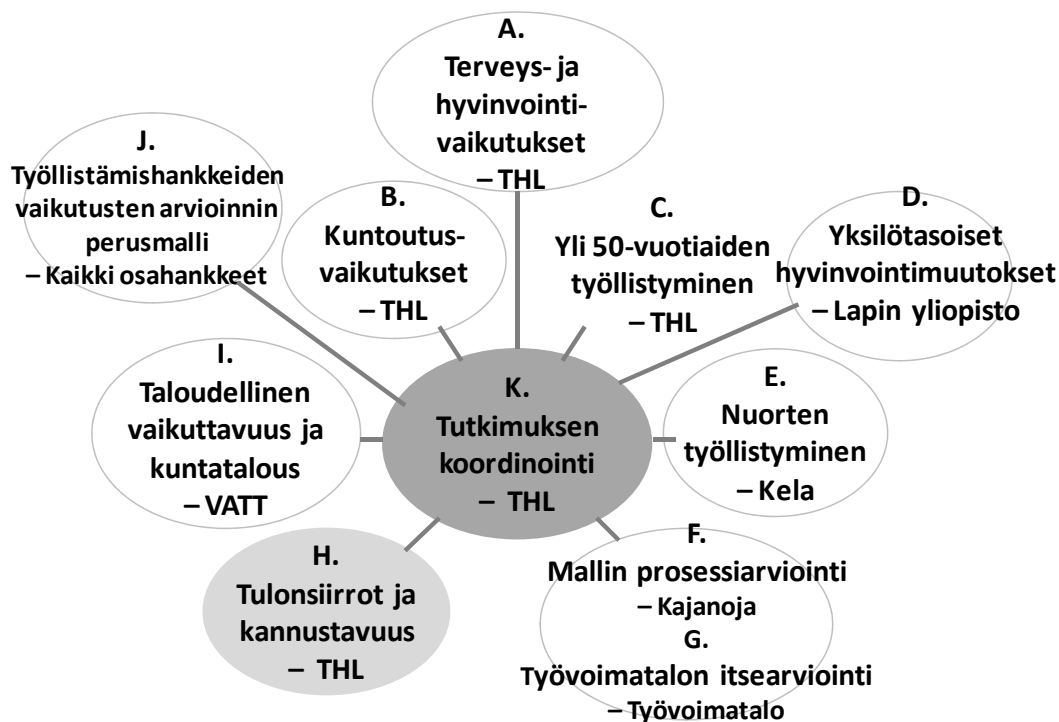 A.
Terveys- ja
hyvinvointi-
vaikutukset
– THL
J.
Työllistämishankkeiden
vaikutusten arvioinnin
perusmalli
– Kaikki osahankkeet
B.
Kuntoutus-
vaikutukset
– THL
C.
Yli 50-vuotiaiden
työllistyminen
– THL
D.
Yksilötasoiset
hyvinvointimuutokset
– Lapin yliopisto
I.
Taloudellinen
vaikuttavuus ja
kuntatalous
– VATT
K.
Tutkimuksen
koordinointi
– THL
E.
Nuorten
työllistyminen
– Kela
H.
Tulonsiirrot ja
kannustavuus
– THL
F.
Mallin prosessiarviointi
– Kajanoja
G.
Työvoimatalon itsearviointi
– Työvoimatalo